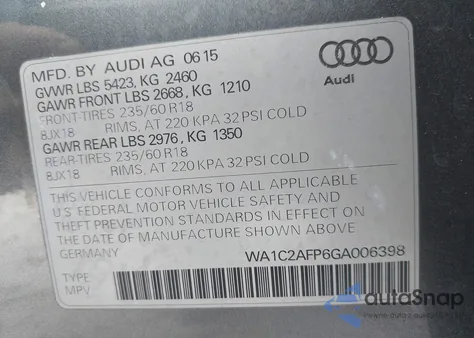 MFD. BY AUDI AG 06 15
GVWR LBS 5423, KG 2460
GAWR FRONT LBS 2668, KG 1210
FRONT-TIRES 235/60 R18
8JX18 RIMS, AT 220 KPA 32 PSI COLD
GAWR REAR LBS 2976, KG 1350
REAR-TIRES 235/60 R18
8JX18 RIMS, AT 220 KPA 32 PSI COLD
Audi
THIS VEHICLE CONFORMS TO ALL APPLICABLE
U.S. FEDERAL MOTOR VEHICLE SAFETY AND
THEFT PREVENTION STANDARDS IN EFFECT ON
THE DATE OF MANUFACTURE SHOWN ABOVE
GERMANY WA1C2AFP6GA006398
TYPE:
MPV
autoSnap